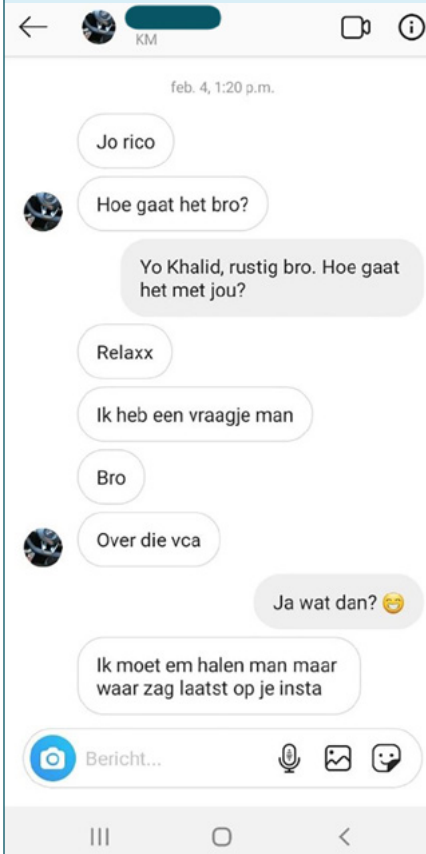 KM
feb. 4, 1:20 p.m.
Jo rico
Hoe gaat het bro?
Yo Khalid, rustig bro. Hoe gaat
het met jou?
Relaxx
Ik heb een vraagje man
Bro
Over die vca
Ja wat dan? 😁
Ik moet em halen man maar
waar zag laatst op je insta
Bericht...